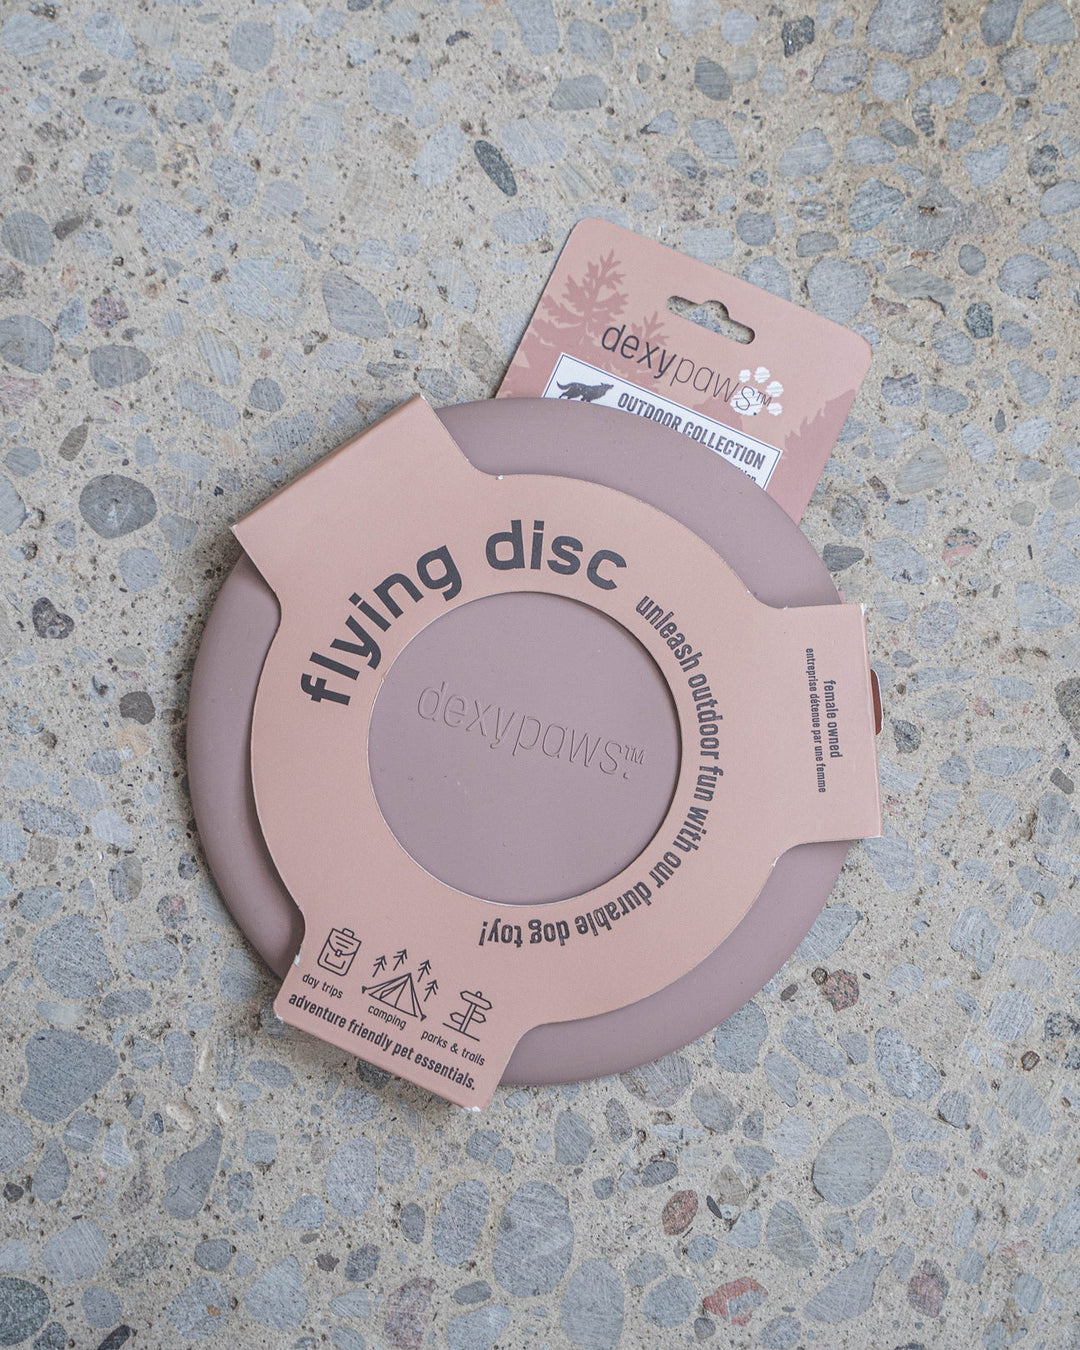 dexypaws™
OUTDOOR COLLECTION
flying disc
unleash outdoor fun with our durable dog toy!
dexypaws™
female owned
entreprise détenue par une femme
day trips
camping
parks & trails
adventure friendly pet essentials.